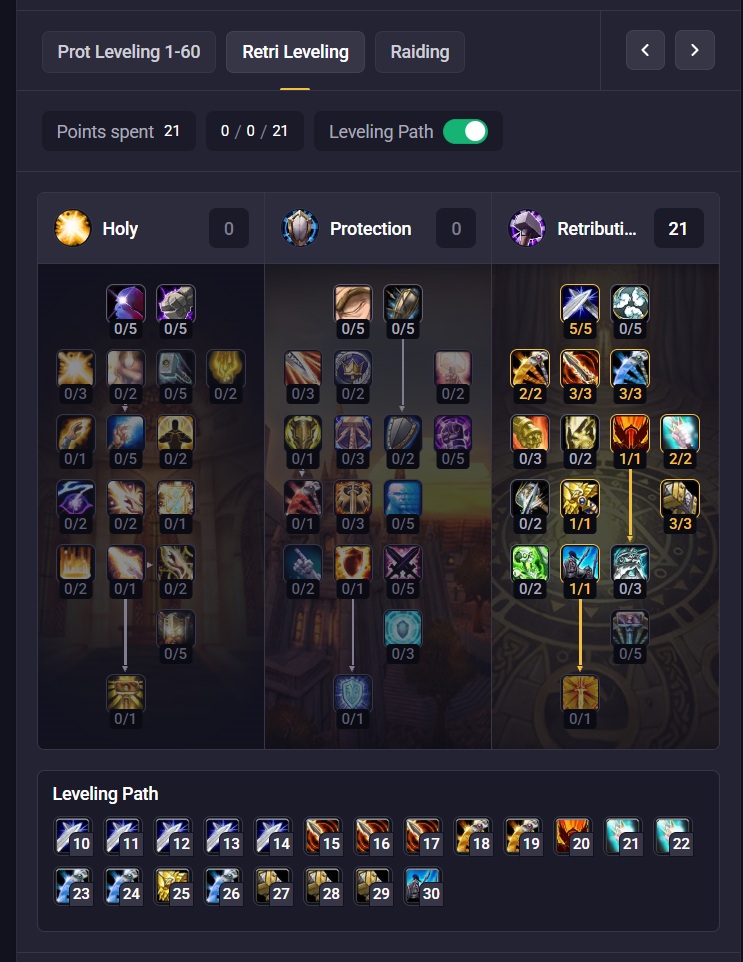 Prot Leveling 1-60 Retri Leveling Raiding
Points spent 21 0 / 0 / 21 Leveling Path
Holy 0 Protection 0 Retributi... 21
0/5 0/5 0/5 0/5 5/5 0/5
0/3 0/2 0/5 0/2 0/3 0/2 0/2 2/2 3/3 3/3
0/1 0/5 0/2 0/1 0/3 0/2 0/5 0/3 0/2 1/1 2/2
0/2 0/2 0/1 0/1 0/3 0/5 0/2 1/1 3/3
0/2 0/1 0/2 0/2 0/1 0/5 0/2 1/1 0/3
0/5 0/3 0/5
0/1 0/1 0/1
Leveling Path
10 11 12 13 14 15 16 17 18 19 20 21 22
23 24 25 26 27 28 29 30